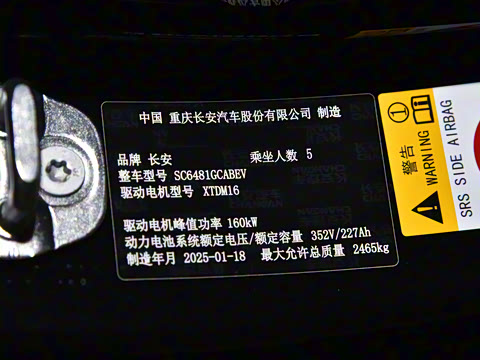 中国 重庆长安汽车股份有限公司 制造
品牌 长安 乘坐人数 5
整车型号 SC6481GCABEV
驱动电机型号 XTDM16
驱动电机峰值功率 160kW
动力电池系统额定电压/额定容量 352V/227Ah
制造年月 2025-01-18 最大允许总质量 2465kg
警告
WARNING
SRS SIDE AIRBAG